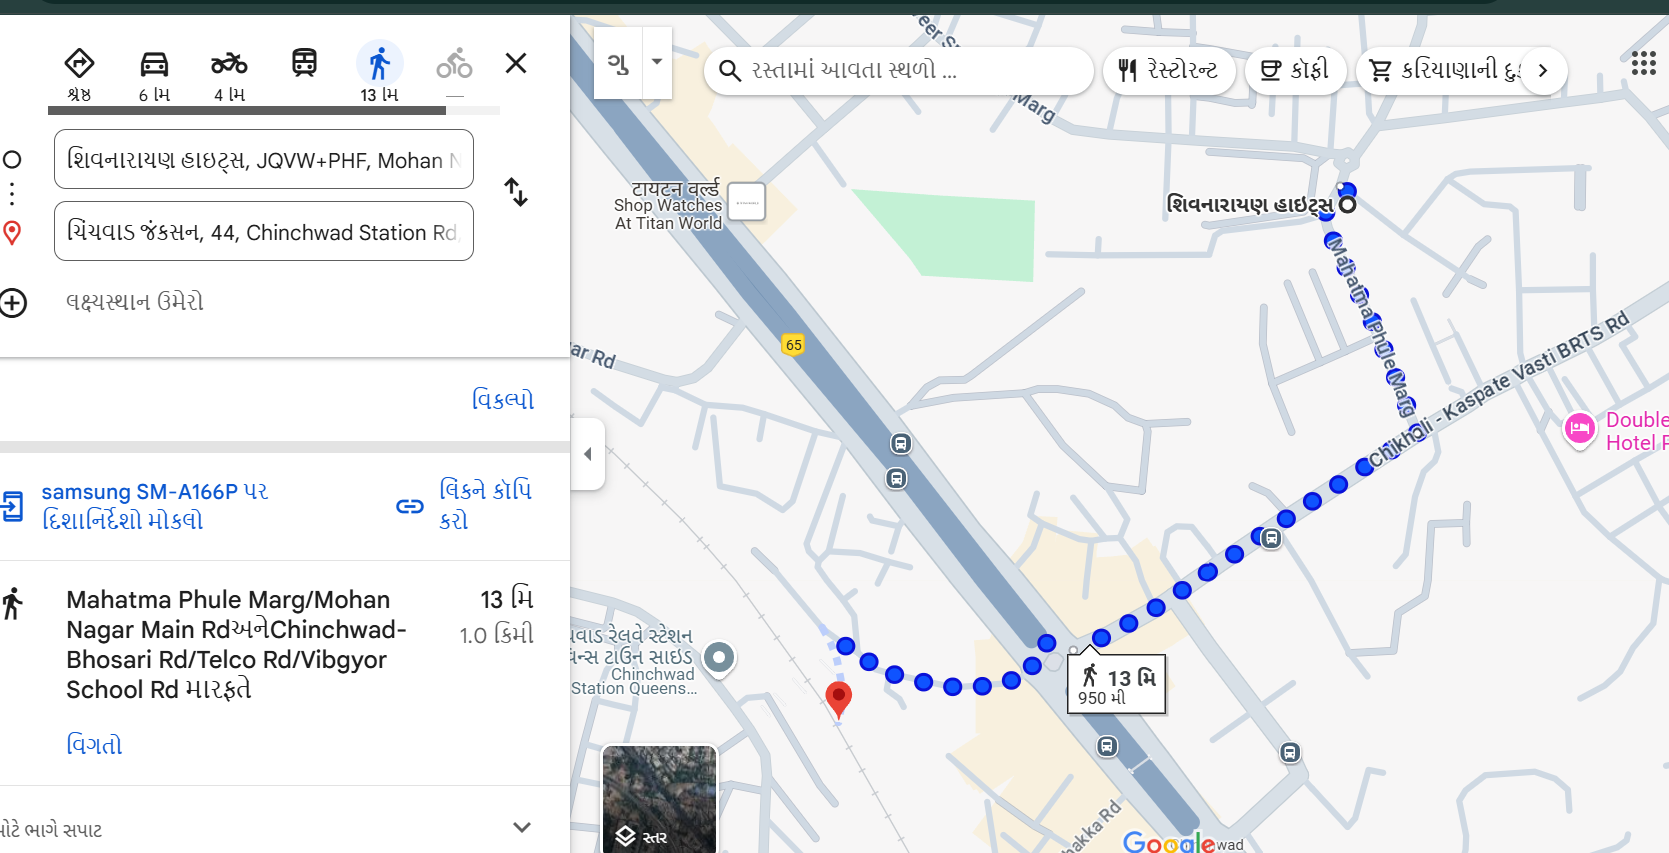 શ્રેષ્ઠ
6 મિ
4 મિ
13 મિ
શિવનારાયણ હાઇટ્સ, JQVW+PHF, Mohan N
ચિંચવાડ જંકસન, 44, Chinchwad Station Rd,
લક્ષ્યસ્થાન ઉમેરો
વિકલ્પો
samsung SM-A166P પર
દિશાનિર્દેશો મોકલો
લિંકને કૉપિ
કરો
Mahatma Phule Marg/Mohan
Nagar Main RdઅનેChinchwad-
Bhosari Rd/Telco Rd/Vibgyor
School Rd મારફતે
13 મિ
1.0 કિમી
વિગતો
મોટે ભાગે સપાટ
ગુ
રસ્તામાં આવતા સ્થળો ...
રેસ્ટોરન્ટ
કૉફી
કરિયાણાની દુક
Marg
टायटन वर्ल्ड
Shop Watches
At Titan World
શિવનારાયણ હાઇટ્સ
Mahatma Phule Marg
65
ar Rd
Chikhali - Kaspate Vasti BRTS Rd
Double
Hotel P
ચવાડ રેલવે સ્ટેશન
વિન્સ ટાઉન સાઇડ
Chinchwad
Station Queens...
13 મિ
950 મી
સ્તર
akka Rd
Google
wad